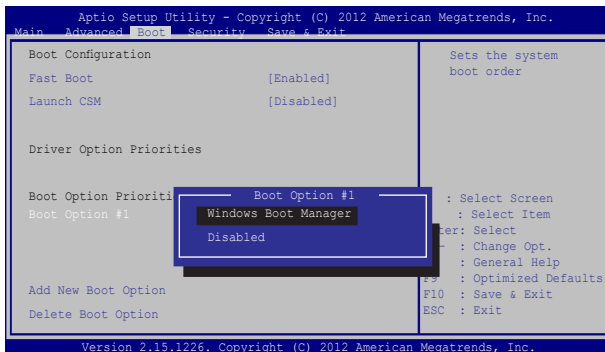 Aptio Setup Utility - Copyright (C) 2012 American Megatrends, Inc.
Main Advanced Boot Security Save & Exit
Boot Configuration
Fast Boot [Enabled]
Launch CSM [Disabled]
Driver Option Priorities
Boot Option Prioriti
Boot Option #1
Boot Option #1
Windows Boot Manager
Disabled
Add New Boot Option
Delete Boot Option
Sets the system
boot order
: Select Screen
: Select Item
ter: Select
: Change Opt.
: General Help
F9 : Optimized Defaults
F10 : Save & Exit
ESC : Exit
Version 2.15.1226. Copyright (C) 2012 American Megatrends, Inc.